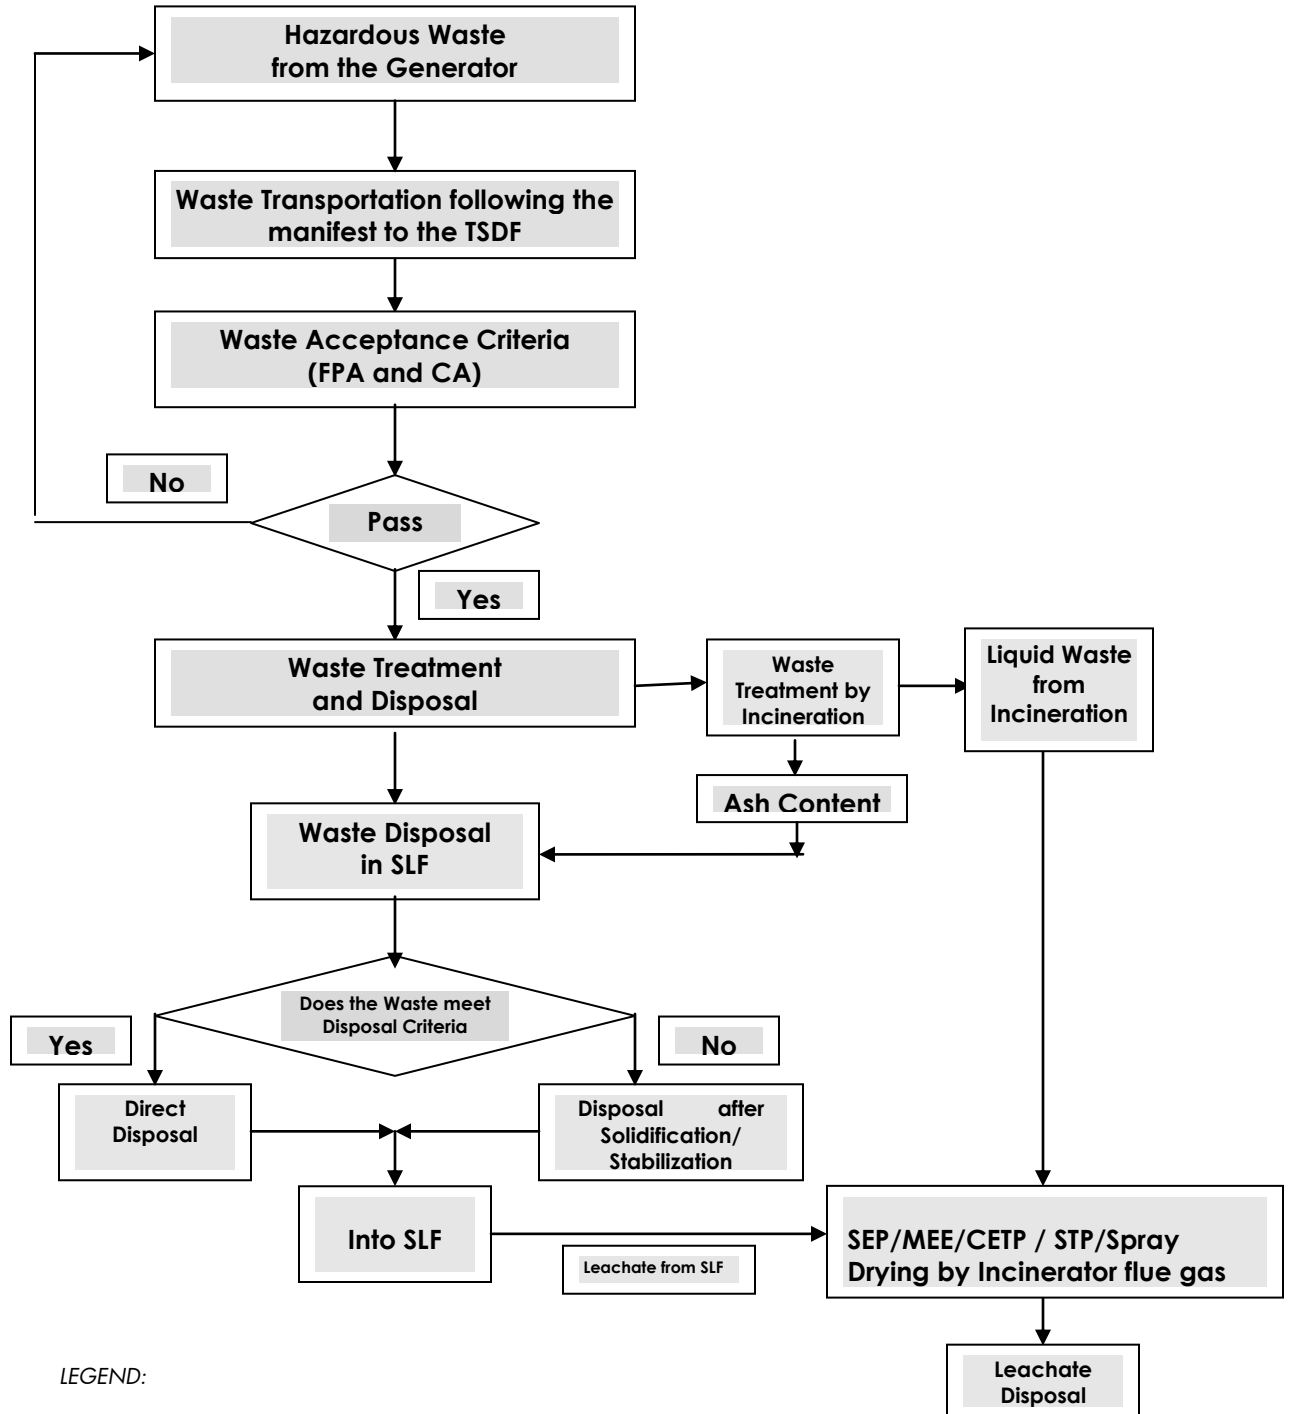 Hazardous Waste
from the Generator
Waste Transportation following the
manifest to the TSDF
Waste Acceptance Criteria
(FPA and CA)
No
Pass
Yes
Waste Treatment
and Disposal
Waste
Treatment by
Incineration
Liquid Waste
from
Incineration
Ash Content
Waste Disposal
in SLF
Does the Waste meet
Disposal Criteria
Yes
No
Direct
Disposal
Disposal after
Solidification/
Stabilization
Into SLF
Leachate from SLF
SEP/MEE/CETP / STP/Spray
Drying by Incinerator flue gas
Leachate
Disposal
LEGEND: